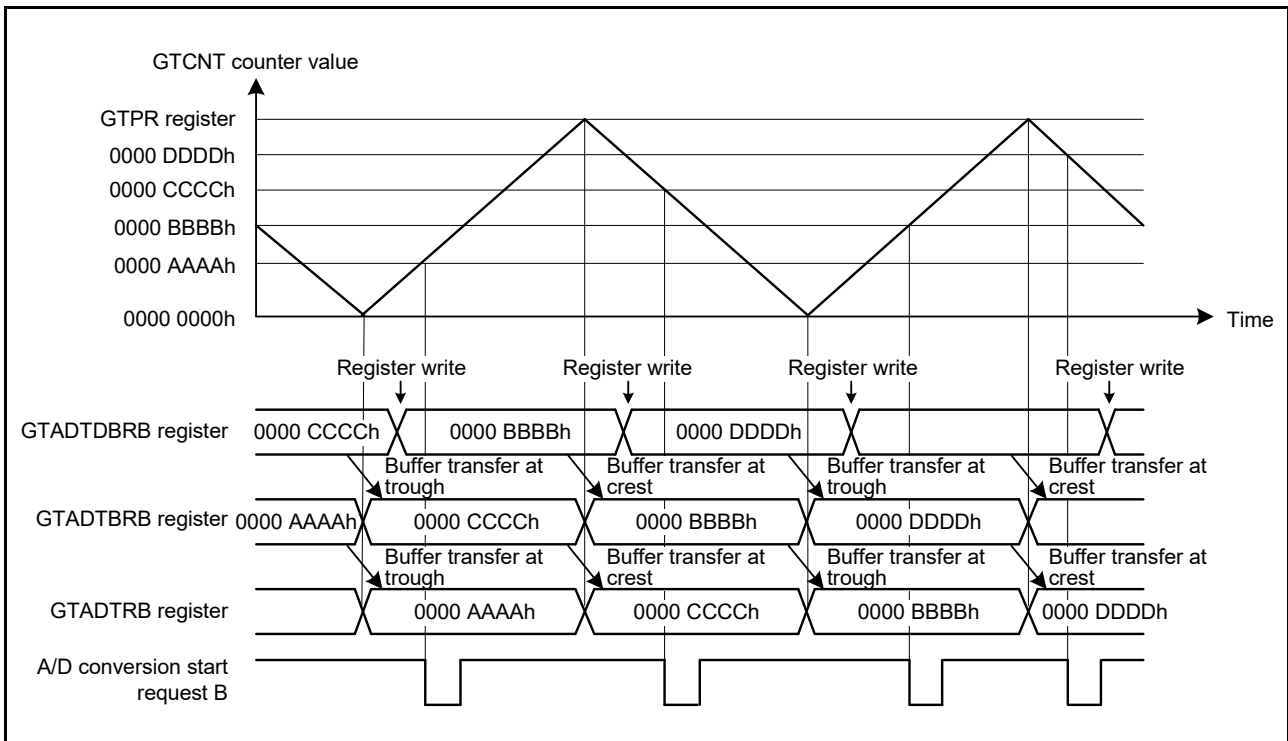 GTCNT counter value
GTPR register
0000 DDDDh
0000 CCCCh
0000 BBBBh
0000 AAAAh
0000 0000h
Time
Register write Register write Register write Register write
GTADTDBRB register 0000 CCCCh 0000 BBBBh 0000 DDDDh
Buffer transfer at Buffer transfer at Buffer transfer at Buffer transfer at
trough crest trough crest
GTADTBRB register 0000 AAAAh 0000 CCCCh 0000 BBBBh 0000 DDDDh
Buffer transfer at Buffer transfer at Buffer transfer at Buffer transfer at
trough crest trough crest
GTADTRB register 0000 AAAAh 0000 CCCCh 0000 BBBBh 0000 DDDDh
A/D conversion start
request B